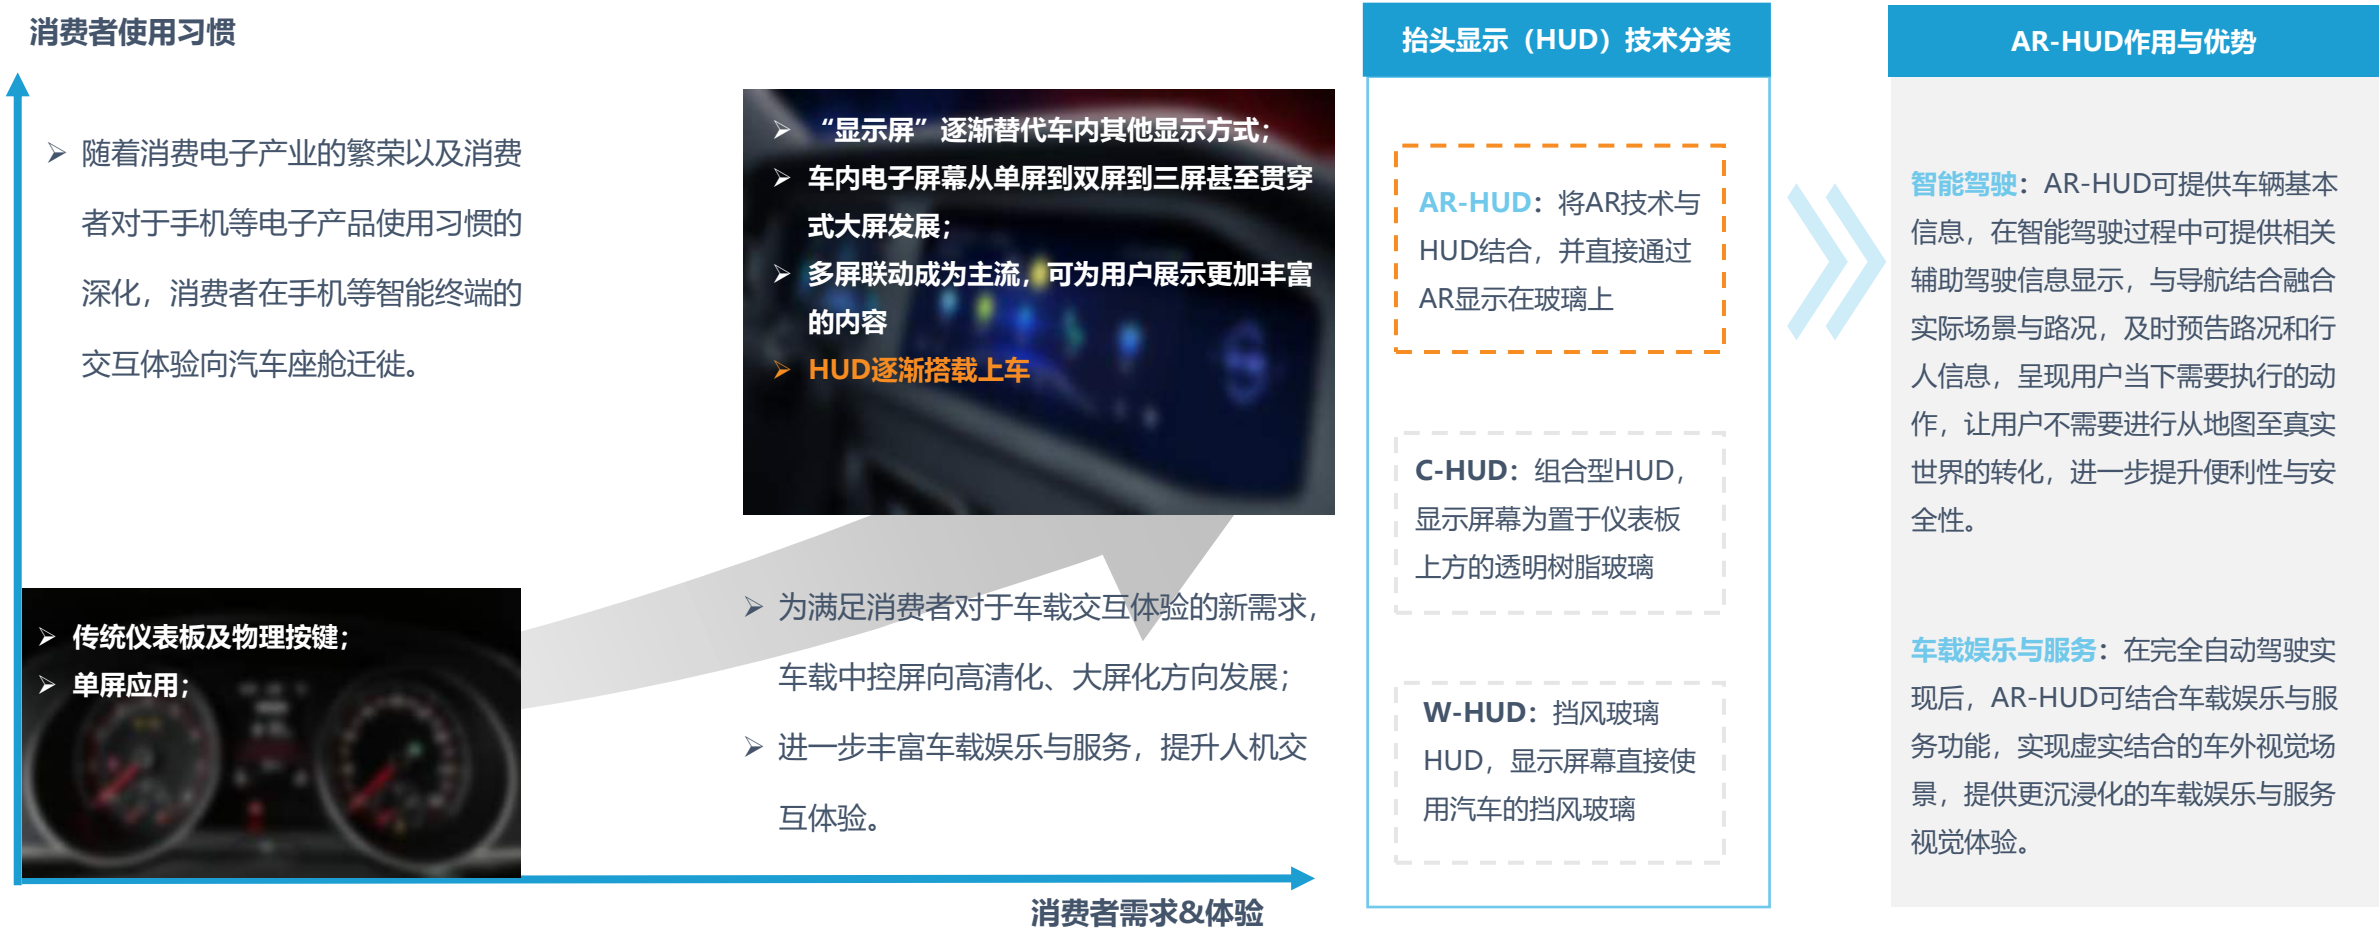 消费者使用习惯
➢ 随着消费电子产业的繁荣以及消费
者对于手机等电子产品使用习惯的
深化，消费者在手机等智能终端的
交互体验向汽车座舱迁徙。
➢ “显示屏”逐渐替代车内其他显示方式；
➢ 车内电子屏幕从单屏到双屏到三屏甚至贯穿
式大屏发展；
➢ 多屏联动成为主流，可为用户展示更加丰富
的内容
➢ HUD逐渐搭载上车
➢ 传统仪表板及物理按键；
➢ 单屏应用；
➢ 为满足消费者对于车载交互体验的新需求，
车载中控屏向高清化、大屏化方向发展；
➢ 进一步丰富车载娱乐与服务，提升人机交
互体验。
消费者需求&体验
抬头显示（HUD）技术分类
AR-HUD：将AR技术与
HUD结合，并直接通过
AR显示在玻璃上
C-HUD：组合型HUD，
显示屏幕为置于仪表板
上方的透明树脂玻璃
W-HUD：挡风玻璃
HUD，显示屏幕直接使
用汽车的挡风玻璃
AR-HUD作用与优势
智能驾驶：AR-HUD可提供车辆基本
信息，在智能驾驶过程中可提供相关
辅助驾驶信息显示，与导航结合融合
实际场景与路况，及时预告路况和行
人信息，呈现用户当下需要执行的动
作，让用户不需要进行从地图至真实
世界的转化，进一步提升便利性与安
全性。
车载娱乐与服务：在完全自动驾驶实
现后，AR-HUD可结合车载娱乐与服
务功能，实现虚实结合的车外视觉场
景，提供更沉浸化的车载娱乐与服务
视觉体验。